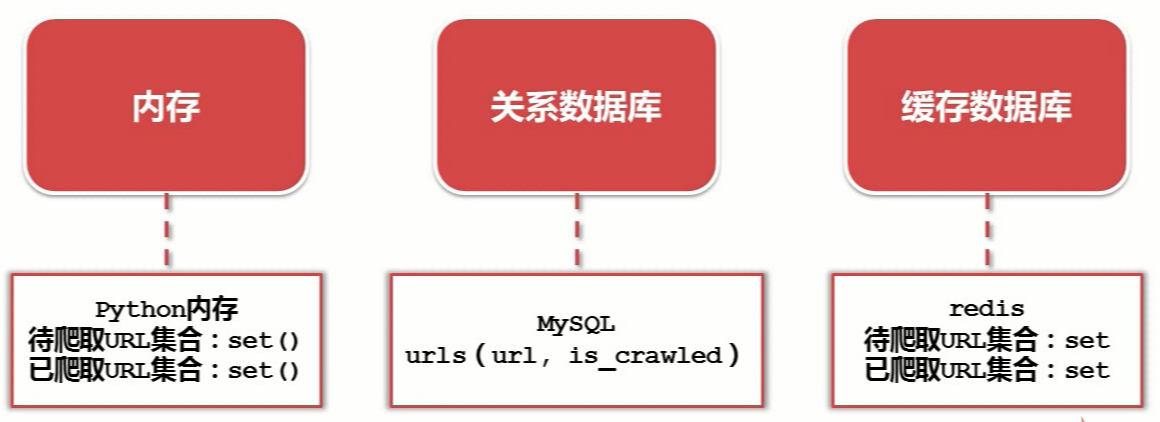 内存
关系数据库
缓存数据库
Python内存
待爬取URL集合：set()
已爬取URL集合：set()
MySQL
urls(url, is_crawled)
redis
待爬取URL集合：set
已爬取URL集合：set